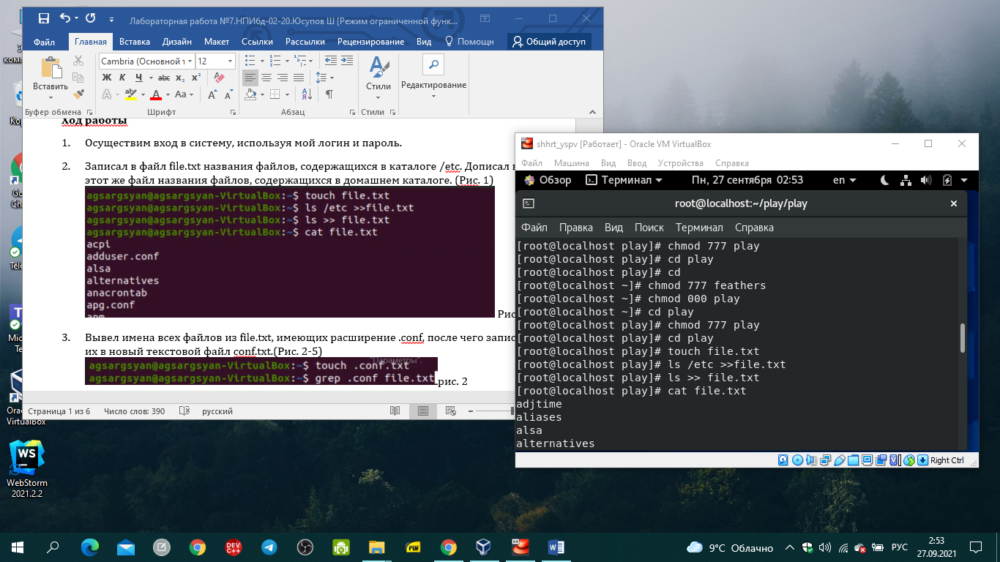 Лабораторная работа №7.НПИбд-02-20.Юсупов Ш [Режим ограниченной функ...
Файл Главная Вставка Дизайн Макет Ссылки Рассылки Рецензирование Вид Помощн Общий доступ
Cambria (Основной т 12
Вставить
Ж К Ч abc x₂ x²
Aa
Стили
Редактирование
Буфер обмена Шрифт Абзац Стили
Ход работы
1. Осуществим вход в систему, используя мой логин и пароль.
2. Записал в файл file.txt названия файлов, содержащихся в каталоге /etc. Дописал в
этот же файл названия файлов, содержащихся в домашнем каталоге. (Рис. 1)
agsargsyan@agsargsyan-VirtualBox:~$ touch file.txt
agsargsyan@agsargsyan-VirtualBox:~$ ls /etc >>file.txt
agsargsyan@agsargsyan-VirtualBox:~$ ls >> file.txt
agsargsyan@agsargsyan-VirtualBox:~$ cat file.txt
acpi
adduser.conf
alsa
alternatives
anacrontab
apg.conf
apm
Рис
3. Вывел имена всех файлов из file.txt, имеющих расширение .conf, после чего запис
их в новый текстовой файл conf.txt.(Рис. 2-5)
"Параметры".
agsargsyan@agsargsyan-VirtualBox:~$ touch .conf.txt
agsargsyan@agsargsyan-VirtualBox:~$ grep .conf file.txt
рис. 2
Страница 1 из 6 Число слов: 390 русский
shhrt_yspv [Работает] - Oracle VM VirtualBox
Файл Машина Вид Ввод Устройства Справка
Обзор Терминал Пн, 27 сентября 02:53 en
root@localhost:~/play/play
Файл Правка Вид Поиск Терминал Справка
[root@localhost play]# chmod 777 play
[root@localhost play]# cd play
[root@localhost play]# cd
[root@localhost ~]# chmod 777 feathers
[root@localhost ~]# chmod 000 play
[root@localhost ~]# cd play
[root@localhost play]# chmod 777 play
[root@localhost play]# cd play
[root@localhost play]# touch file.txt
[root@localhost play]# ls /etc >>file.txt
[root@localhost play]# ls >> file.txt
[root@localhost play]# cat file.txt
adjtime
aliases
alsa
alternatives
Right Ctrl
VirtualBox
WS
WebStorm
2021.2.2
DEV
C++
PDF
64
9°C Облачно
РУС
2:53
27.09.2021